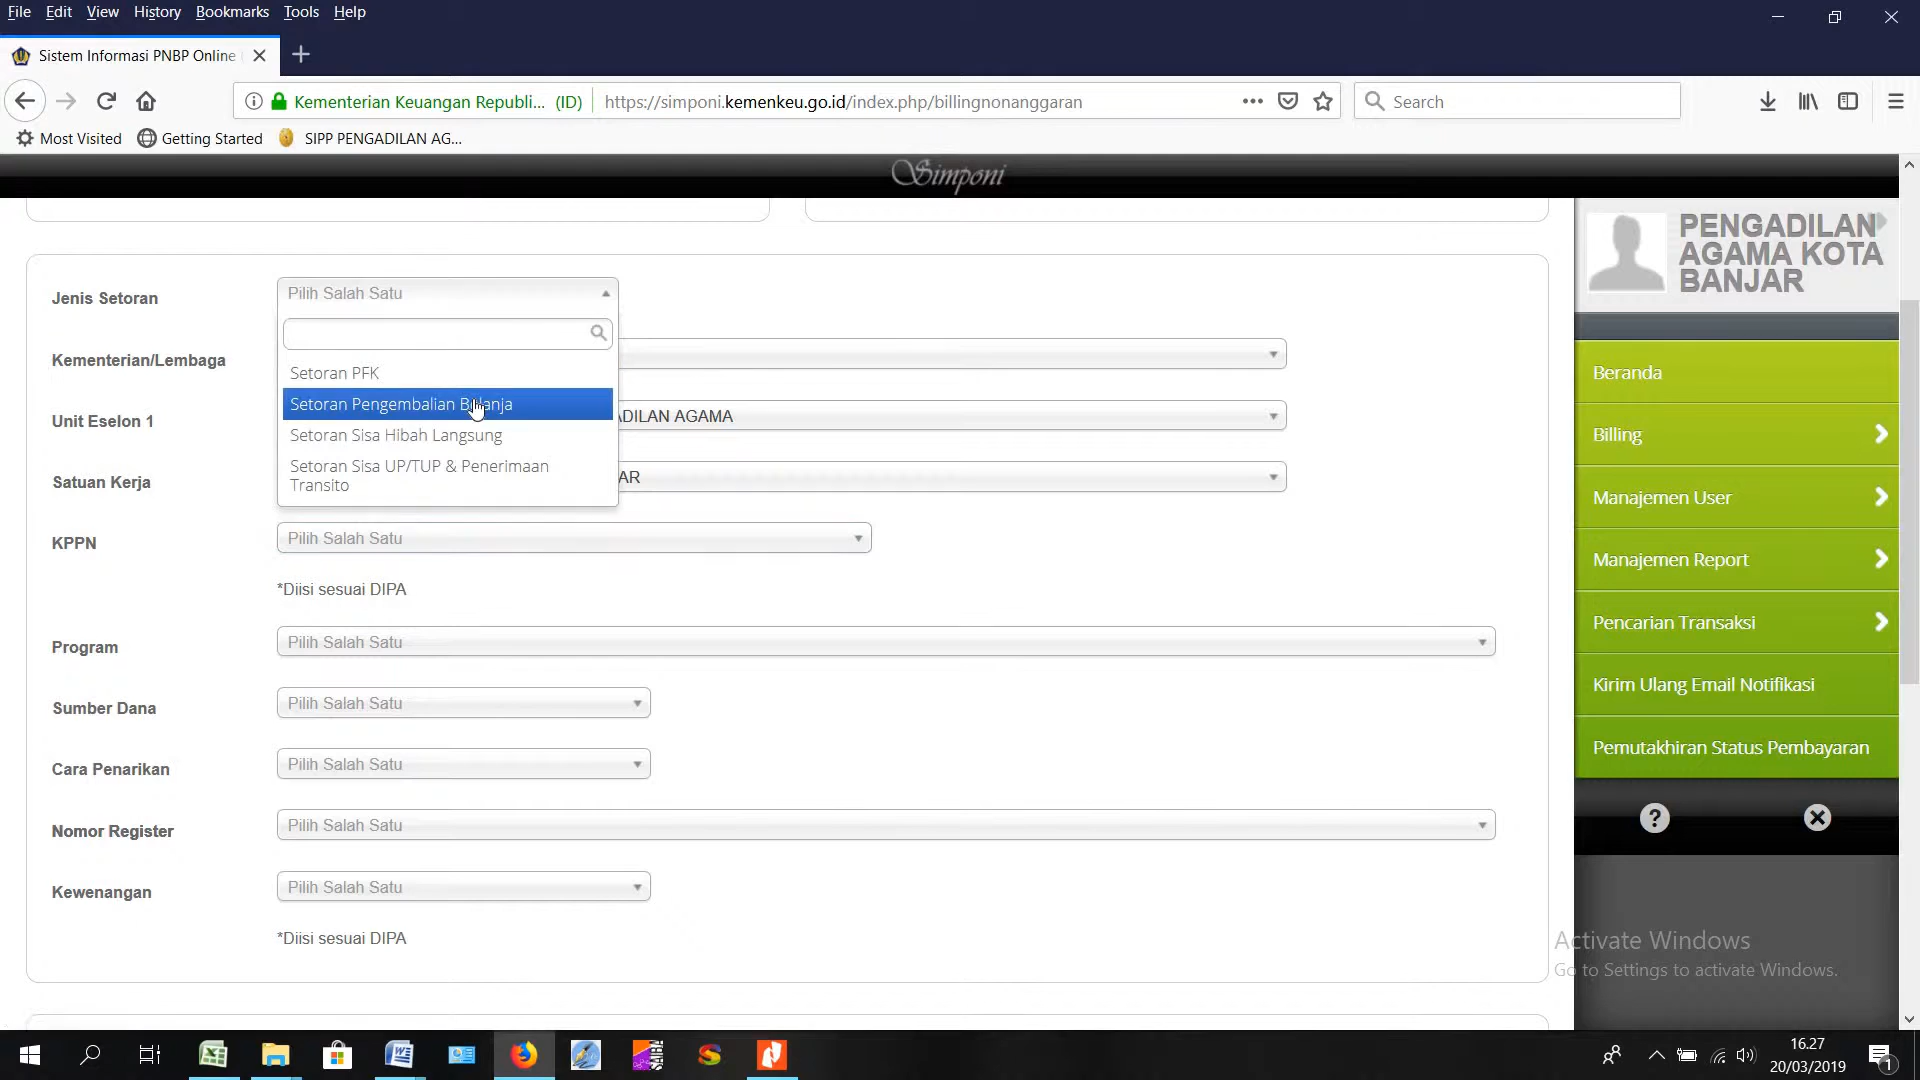 File Edit View History Bookmarks Tools Help
Sistem Informasi PNBP Online
Kementerian Keuangan Republi... (ID) https://simponi.kemenkeu.go.id/index.php/billingnonanggaran
Search
Most Visited Getting Started SIPP PENGADILAN AG...
Simponi
PENGADILAN
AGAMA KOTA
BANJAR
Jenis Setoran Pilih Salah Satu
Setoran PFK
Setoran Pengembalian Belanja
Setoran Sisa Hibah Langsung
Setoran Sisa UP/TUP & Penerimaan
Transito
Kementerian/Lembaga
Unit Eselon 1 ADILAN AGAMA
Satuan Kerja AR
KPPN Pilih Salah Satu
*Diisi sesuai DIPA
Program Pilih Salah Satu
Sumber Dana Pilih Salah Satu
Cara Penarikan Pilih Salah Satu
Nomor Register Pilih Salah Satu
Kewenangan Pilih Salah Satu
*Diisi sesuai DIPA
Beranda
Billing
Manajemen User
Manajemen Report
Pencarian Transaksi
Kirim Ulang Email Notifikasi
Pemutakhiran Status Pembayaran
Activate Windows
Go to Settings to activate Windows.
16.27
20/03/2019
1